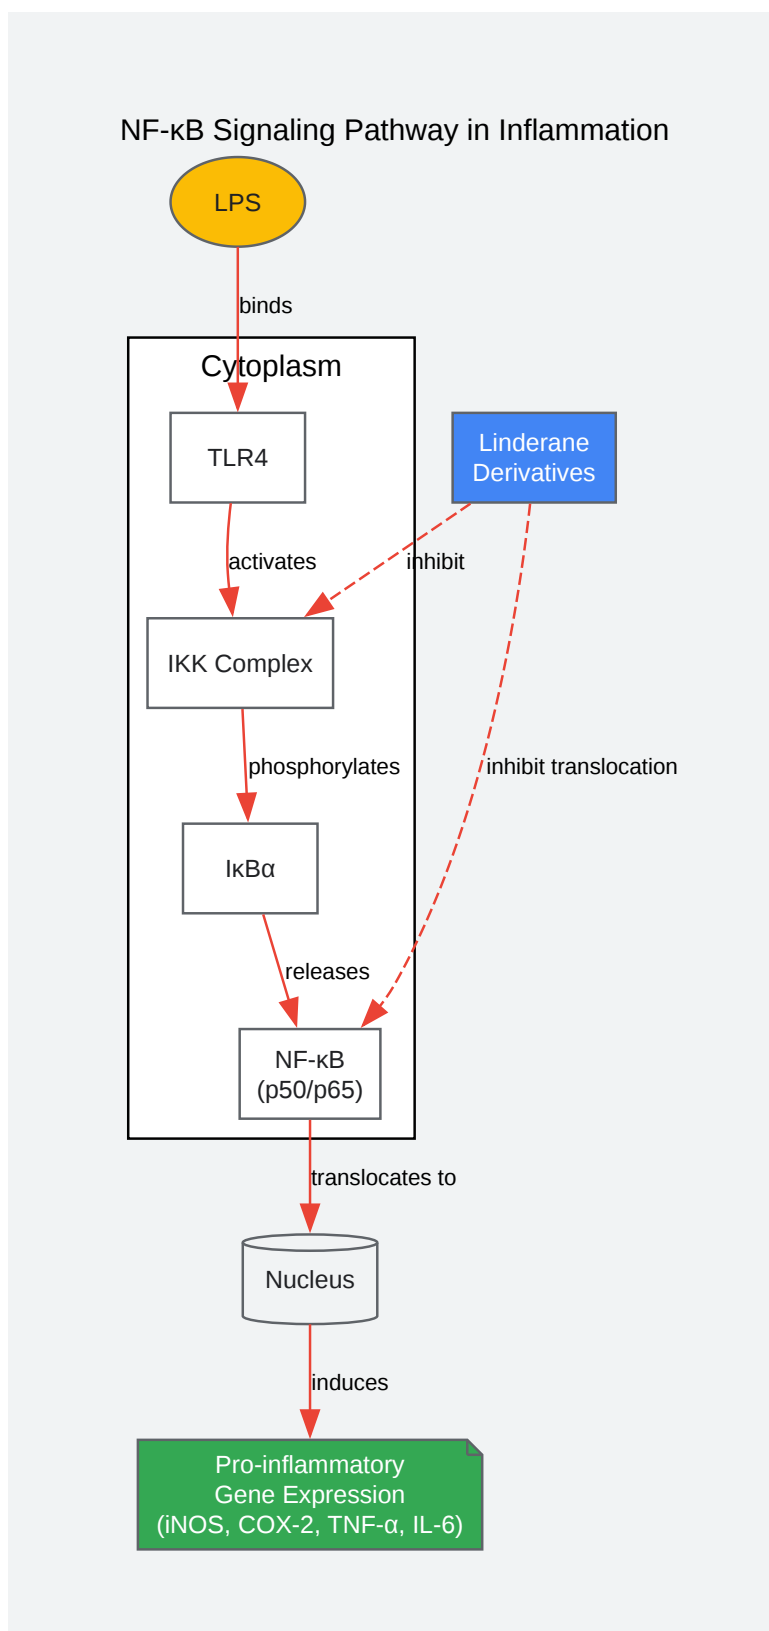 NF-κB Signaling Pathway in Inflammation
LPS
binds
Cytoplasm
TLR4
Linderane
Derivatives
activates
inhibit
IKK Complex
phosphorylates
inhibit translocation
IκBα
releases
NF-κB
(p50/p65)
translocates to
Nucleus
induces
Pro-inflammatory
Gene Expression
(iNOS, COX-2, TNF-α, IL-6)